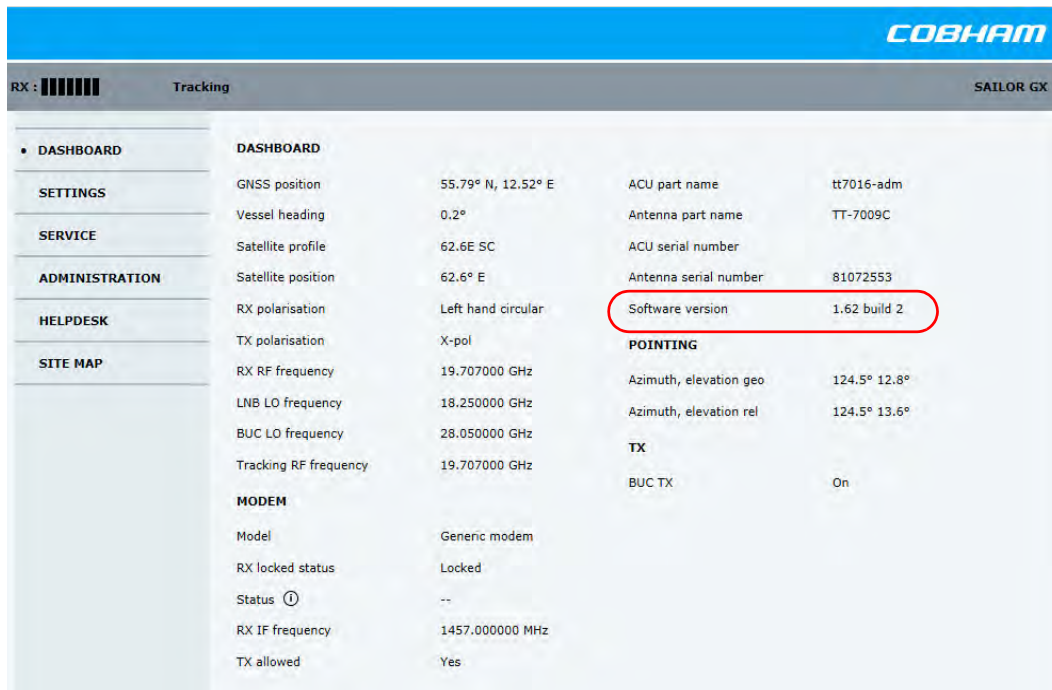 COBHAM
RX : Tracking SAILOR GX
• DASHBOARD
SETTINGS
SERVICE
ADMINISTRATION
HELPDESK
SITE MAP
DASHBOARD
GNSS position 55.79° N, 12.52° E
Vessel heading 0.2°
Satellite profile 62.6E SC
Satellite position 62.6° E
RX polarisation Left hand circular
TX polarisation X-pol
RX RF frequency 19.707000 GHz
LNB LO frequency 18.250000 GHz
BUC LO frequency 28.050000 GHz
Tracking RF frequency 19.707000 GHz
MODEM
Model Generic modem
RX locked status Locked
Status ⓘ --
RX IF frequency 1457.000000 MHz
TX allowed Yes
ACU part name tt7016-adm
Antenna part name TT-7009C
ACU serial number
Antenna serial number 81072553
Software version 1.62 build 2
POINTING
Azimuth, elevation geo 124.5° 12.8°
Azimuth, elevation rel 124.5° 13.6°
TX
BUC TX On